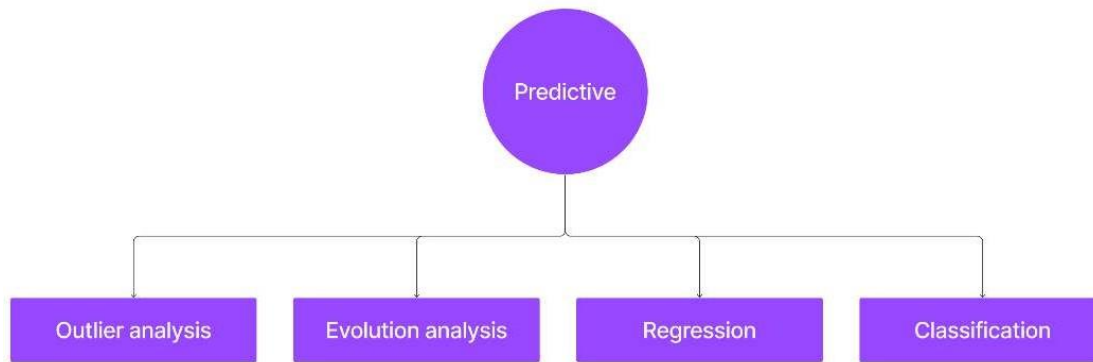 Predictive
Outlier analysis
Evolution analysis
Regression
Classification